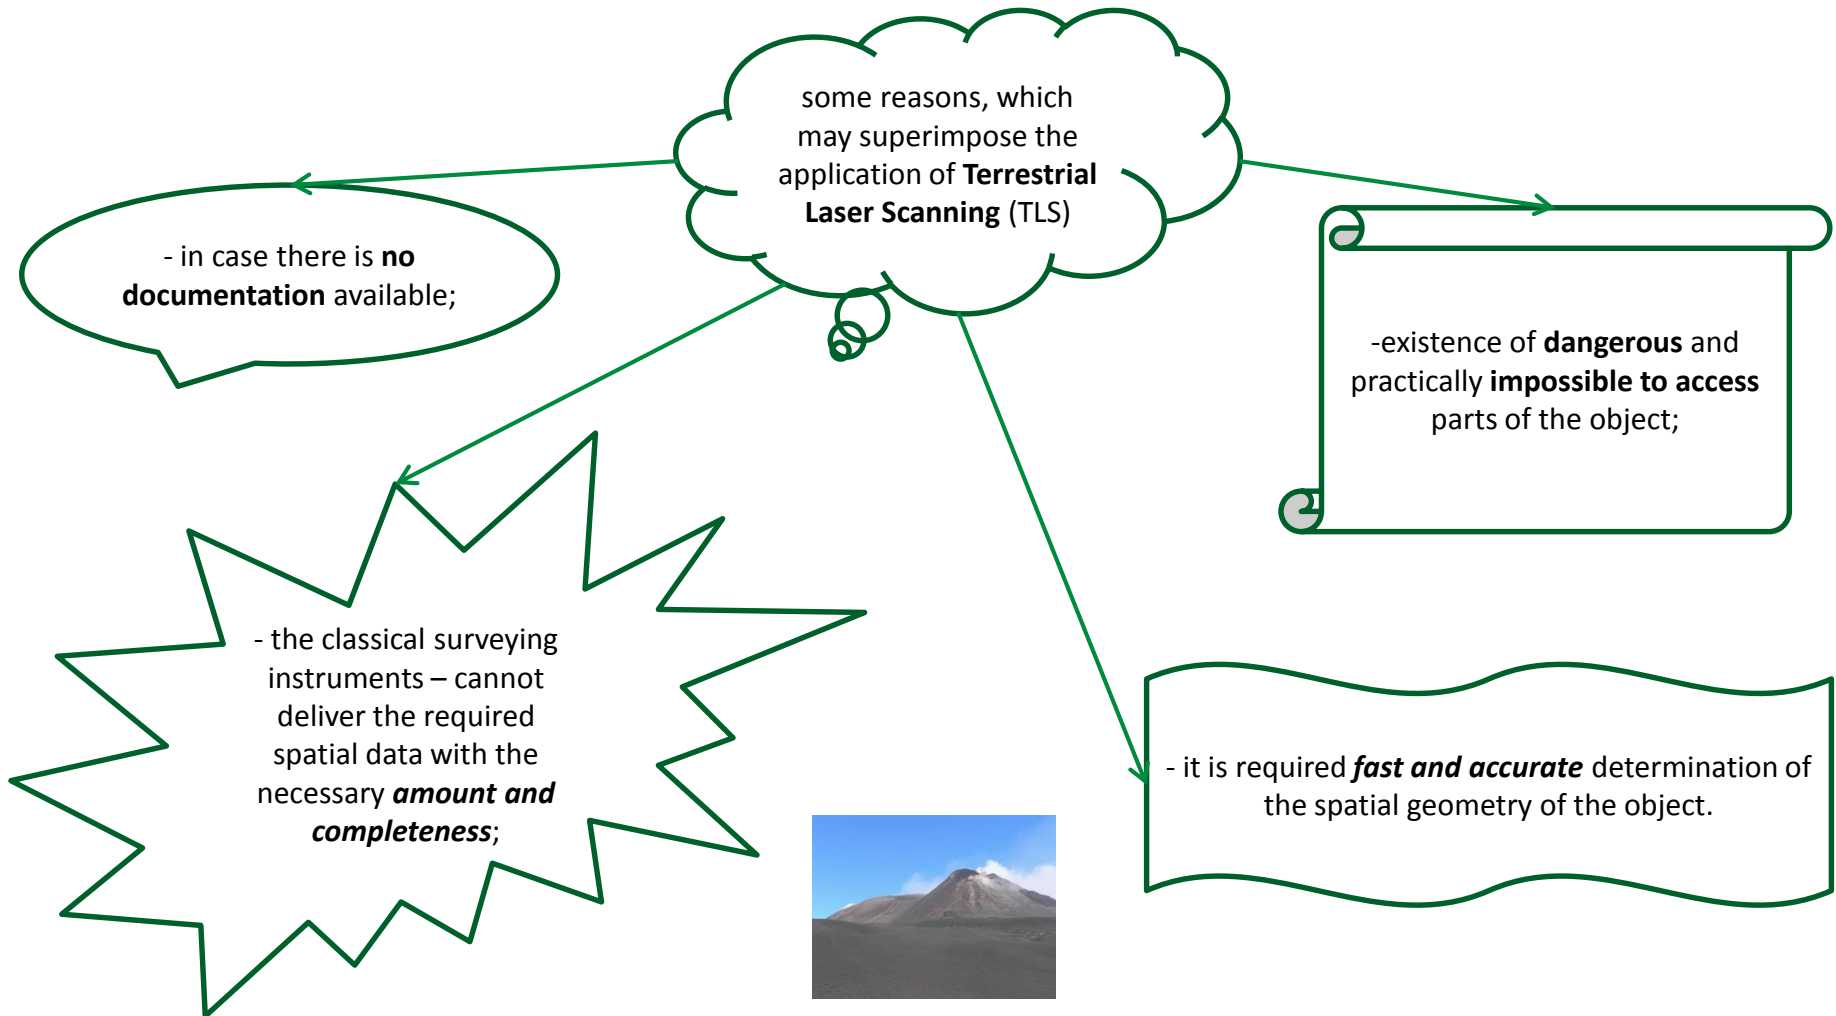 some reasons, which
may superimpose the
application of Terrestrial
Laser Scanning (TLS)
- in case there is no
documentation available;
-existence of dangerous and
practically impossible to access
parts of the object;
- the classical surveying
instruments – cannot
deliver the required
spatial data with the
necessary amount and
completeness;
- it is required fast and accurate determination of
the spatial geometry of the object.